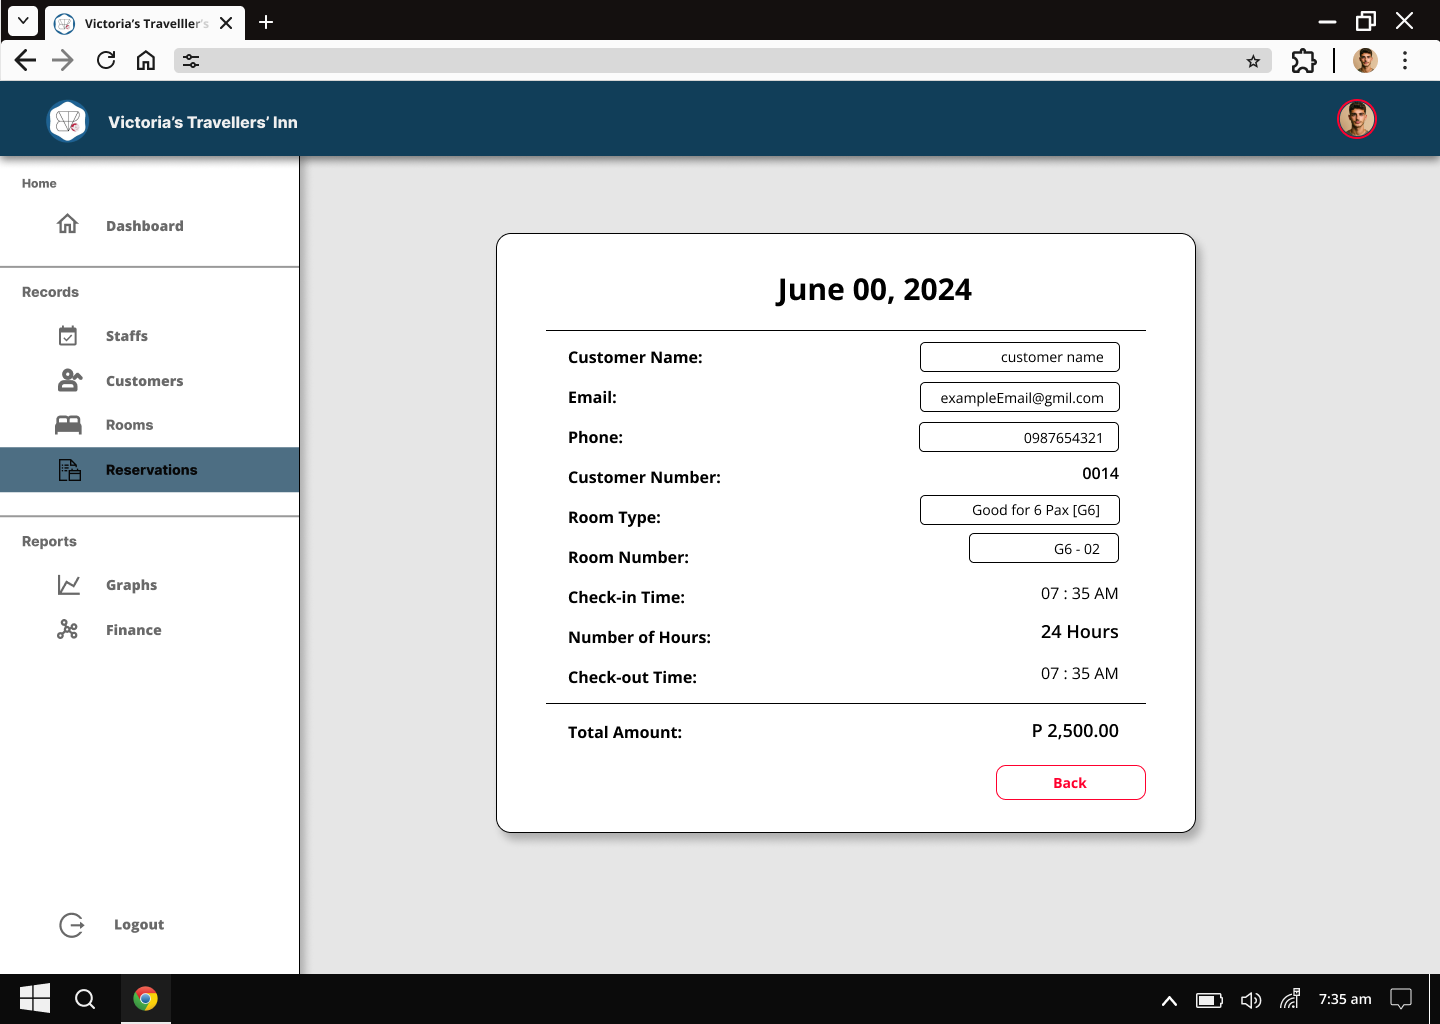 Victoria's Travelller's
Victoria's Travellers' Inn
Home
Dashboard
Records
Staffs
Customers
Rooms
Reservations
Reports
Graphs
Finance
Logout
June 00, 2024
Customer Name: customer name
Email: exampleEmail@gmil.com
Phone: 0987654321
Customer Number: 0014
Room Type: Good for 6 Pax [G6]
Room Number: G6 - 02
Check-in Time: 07 : 35 AM
Number of Hours: 24 Hours
Check-out Time: 07 : 35 AM
Total Amount: P 2,500.00
Back
7:35 am